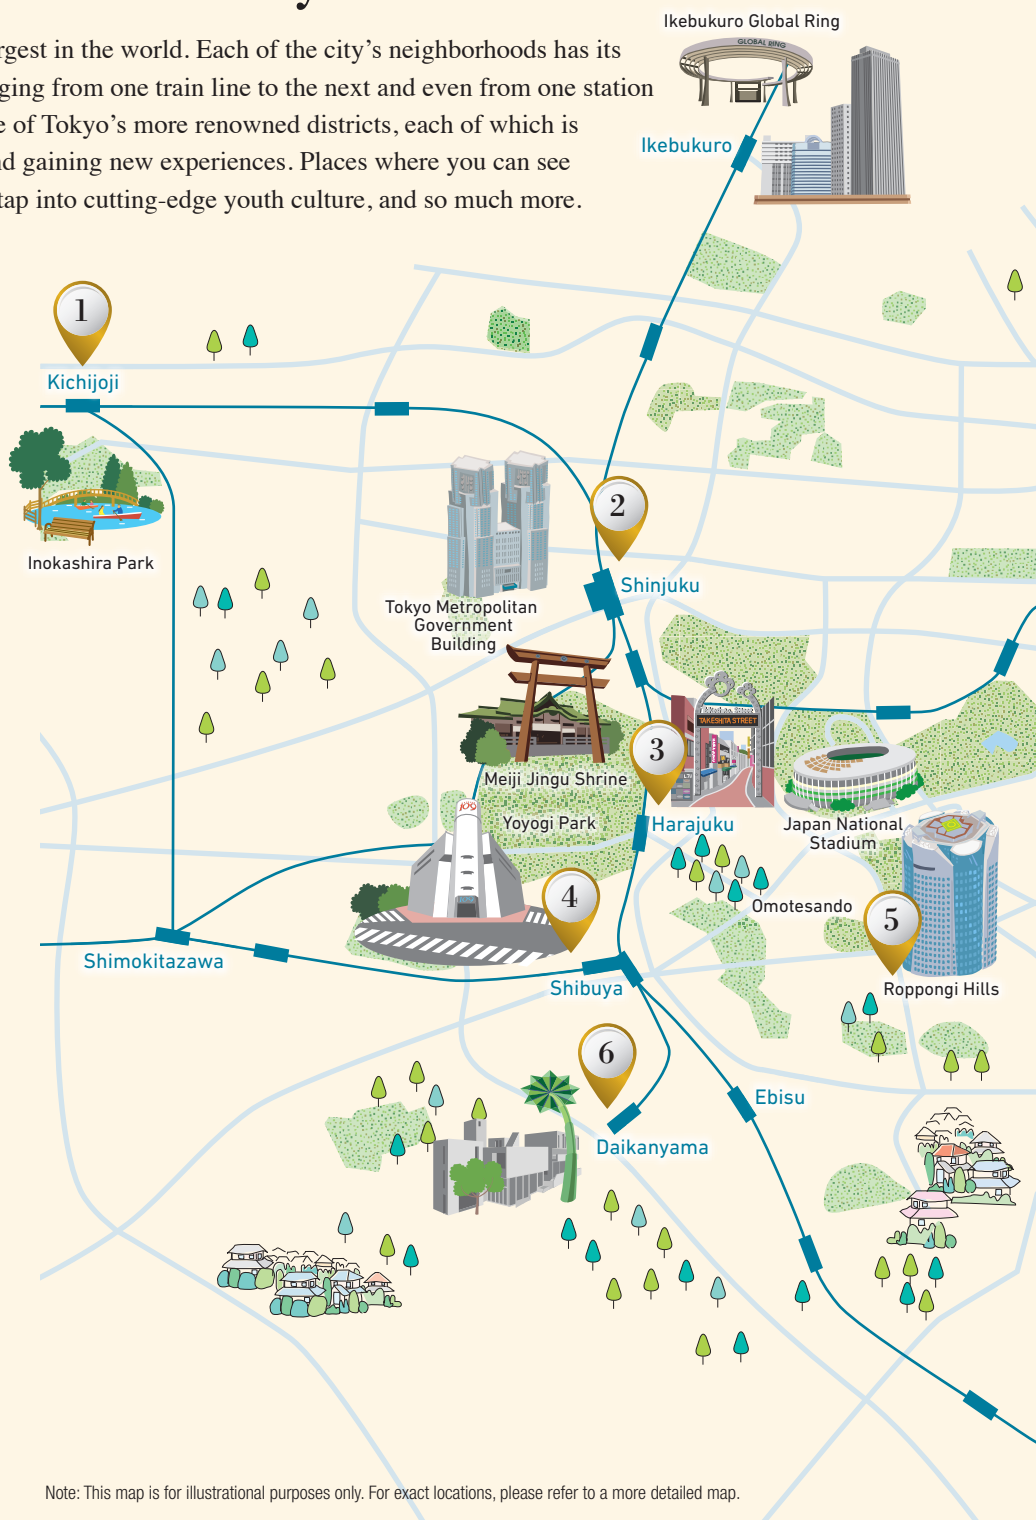 Ikebukuro Global Ring
GLOBAL RING
rgest in the world. Each of the city’s neighborhoods has its
ging from one train line to the next and even from one station
e of Tokyo’s more renowned districts, each of which is
nd gaining new experiences. Places where you can see
tap into cutting-edge youth culture, and so much more.
Ikebukuro
1
Kichijoji
Inokashira Park
2
Shinjuku
Tokyo Metropolitan
Government
Building
TAKESHITA STREET
3
Meiji Jingu Shrine
Yoyogi Park
Harajuku
Japan National
Stadium
109
4
Omotesando
5
Shimokitazawa
Shibuya
Roppongi Hills
6
Ebisu
Daikanyama
Note: This map is for illustrational purposes only. For exact locations, please refer to a more detailed map.